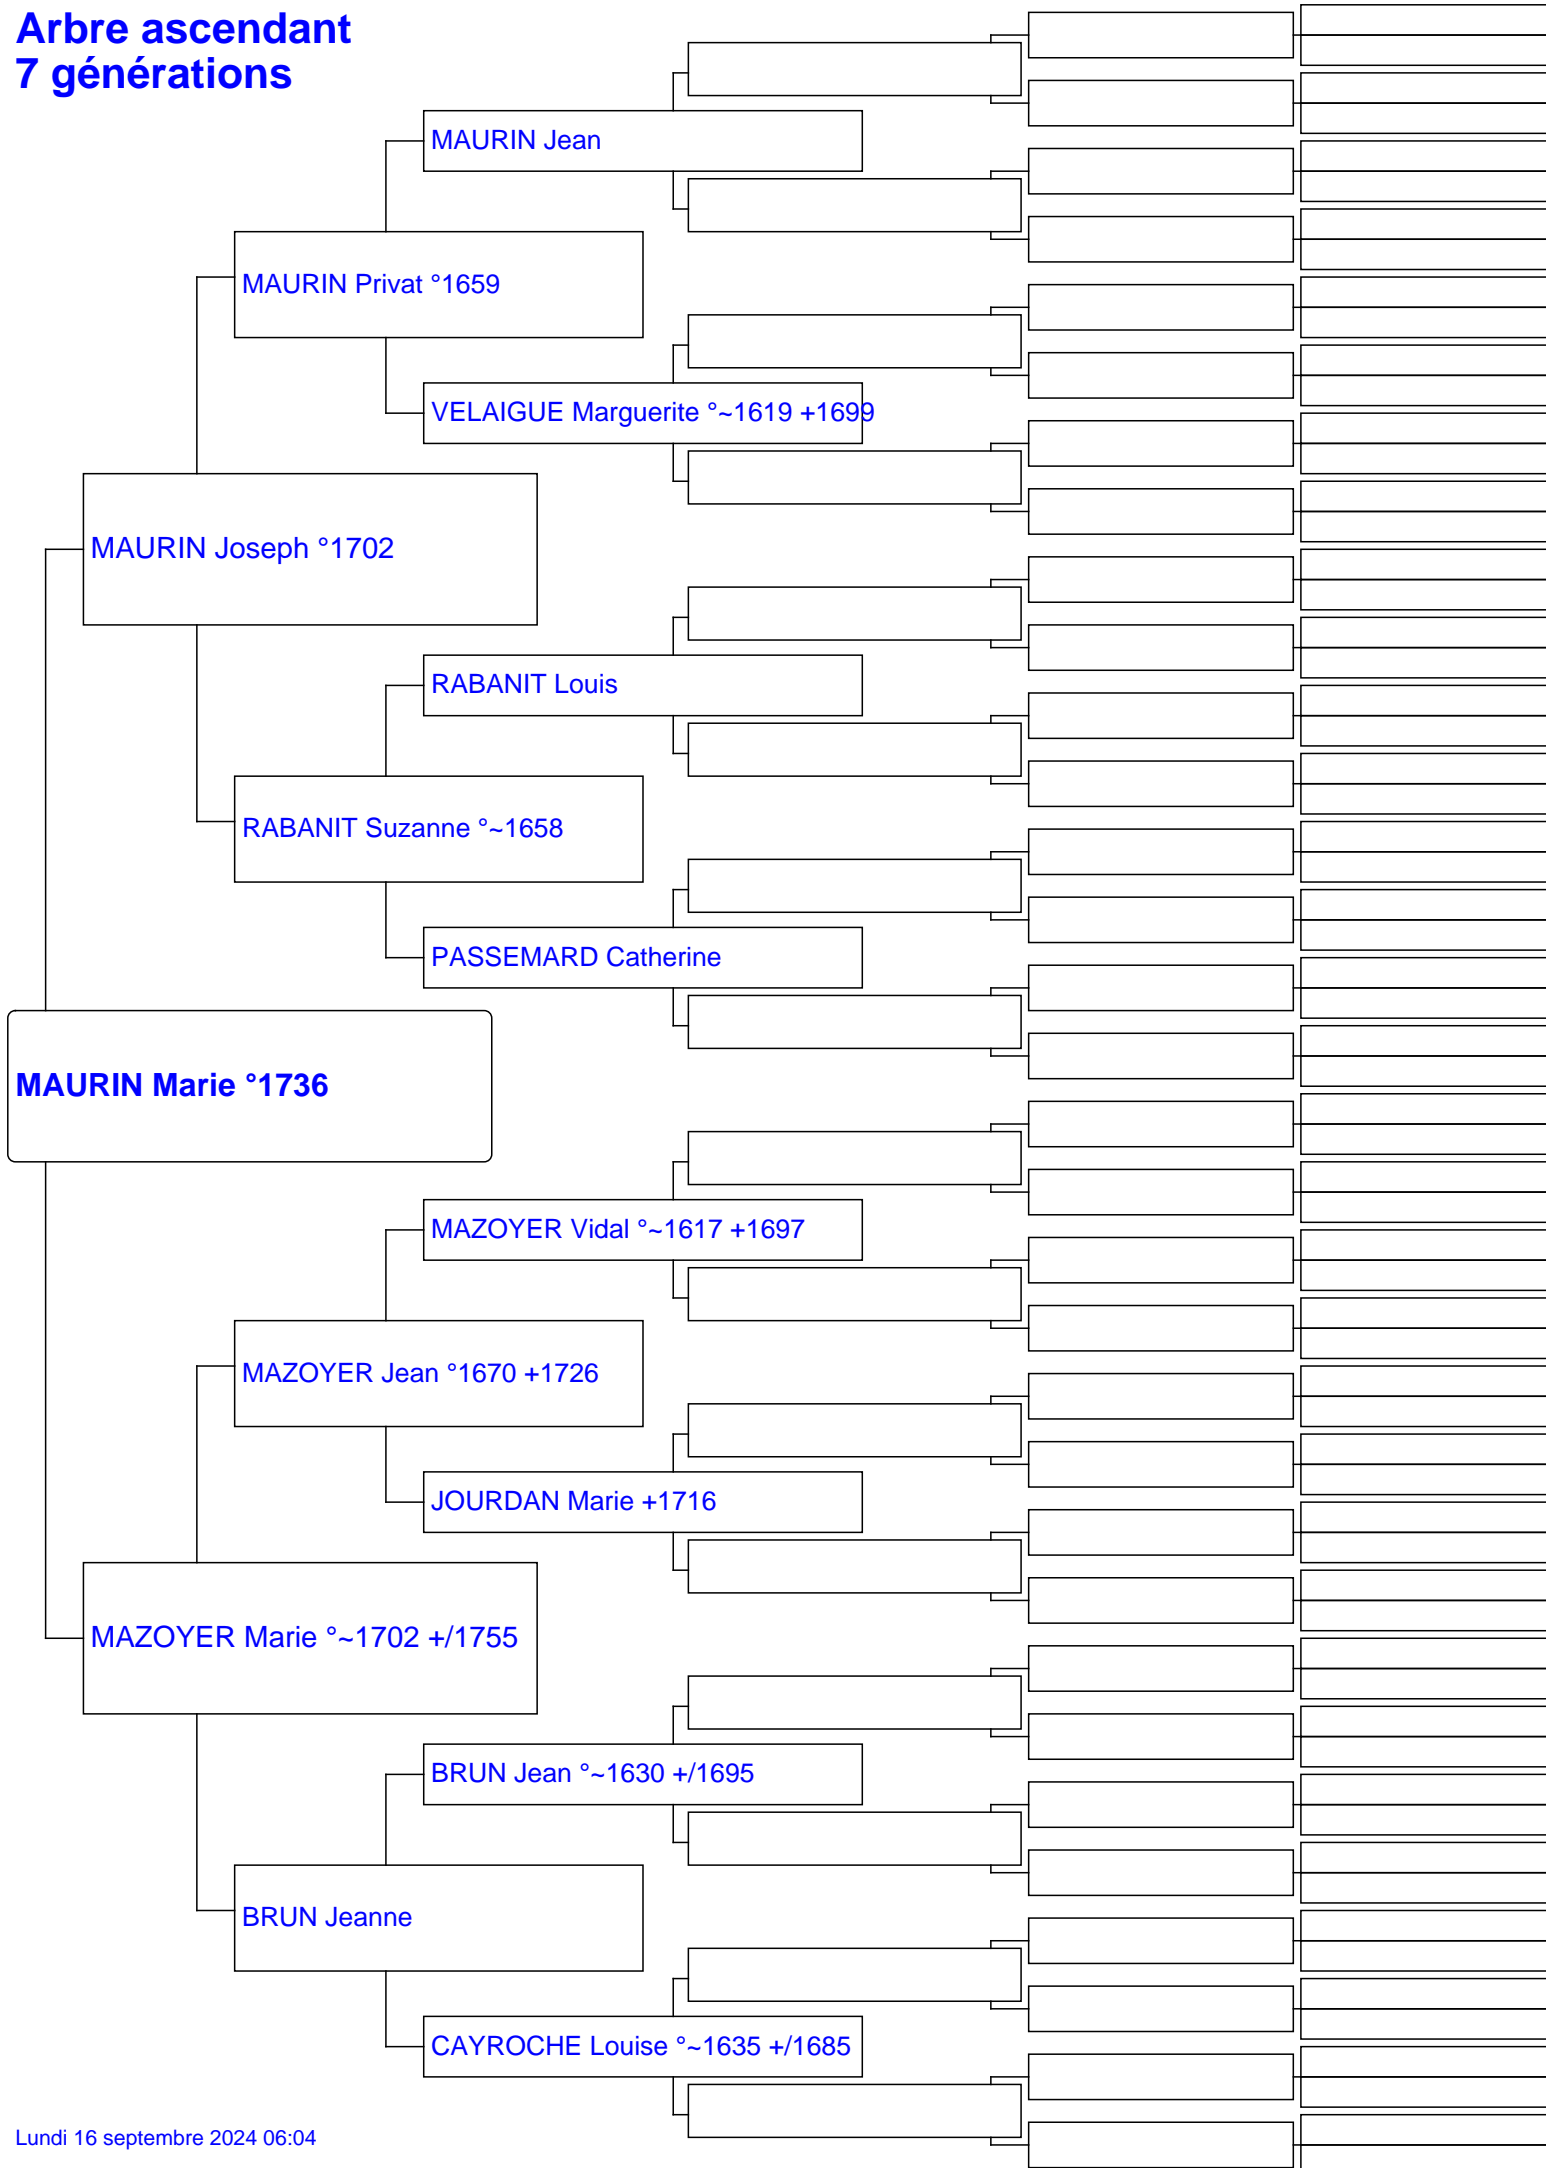 Arbre ascendant
7 générations
MAURIN Jean
MAURIN Privat °1659
VELAIGUE Marguerite °~1619 +1699
MAURIN Joseph °1702
RABANIT Louis
RABANIT Suzanne °~1658
PASSEMARD Catherine
MAURIN Marie °1736
MAZOYER Vidal °~1617 +1697
MAZOYER Jean °1670 +1726
JOURDAN Marie +1716
MAZOYER Marie °~1702 +/1755
BRUN Jean °~1630 +/1695
BRUN Jeanne
CAYROCHE Louise °~1635 +/1685
Lundi 16 septembre 2024 06:04